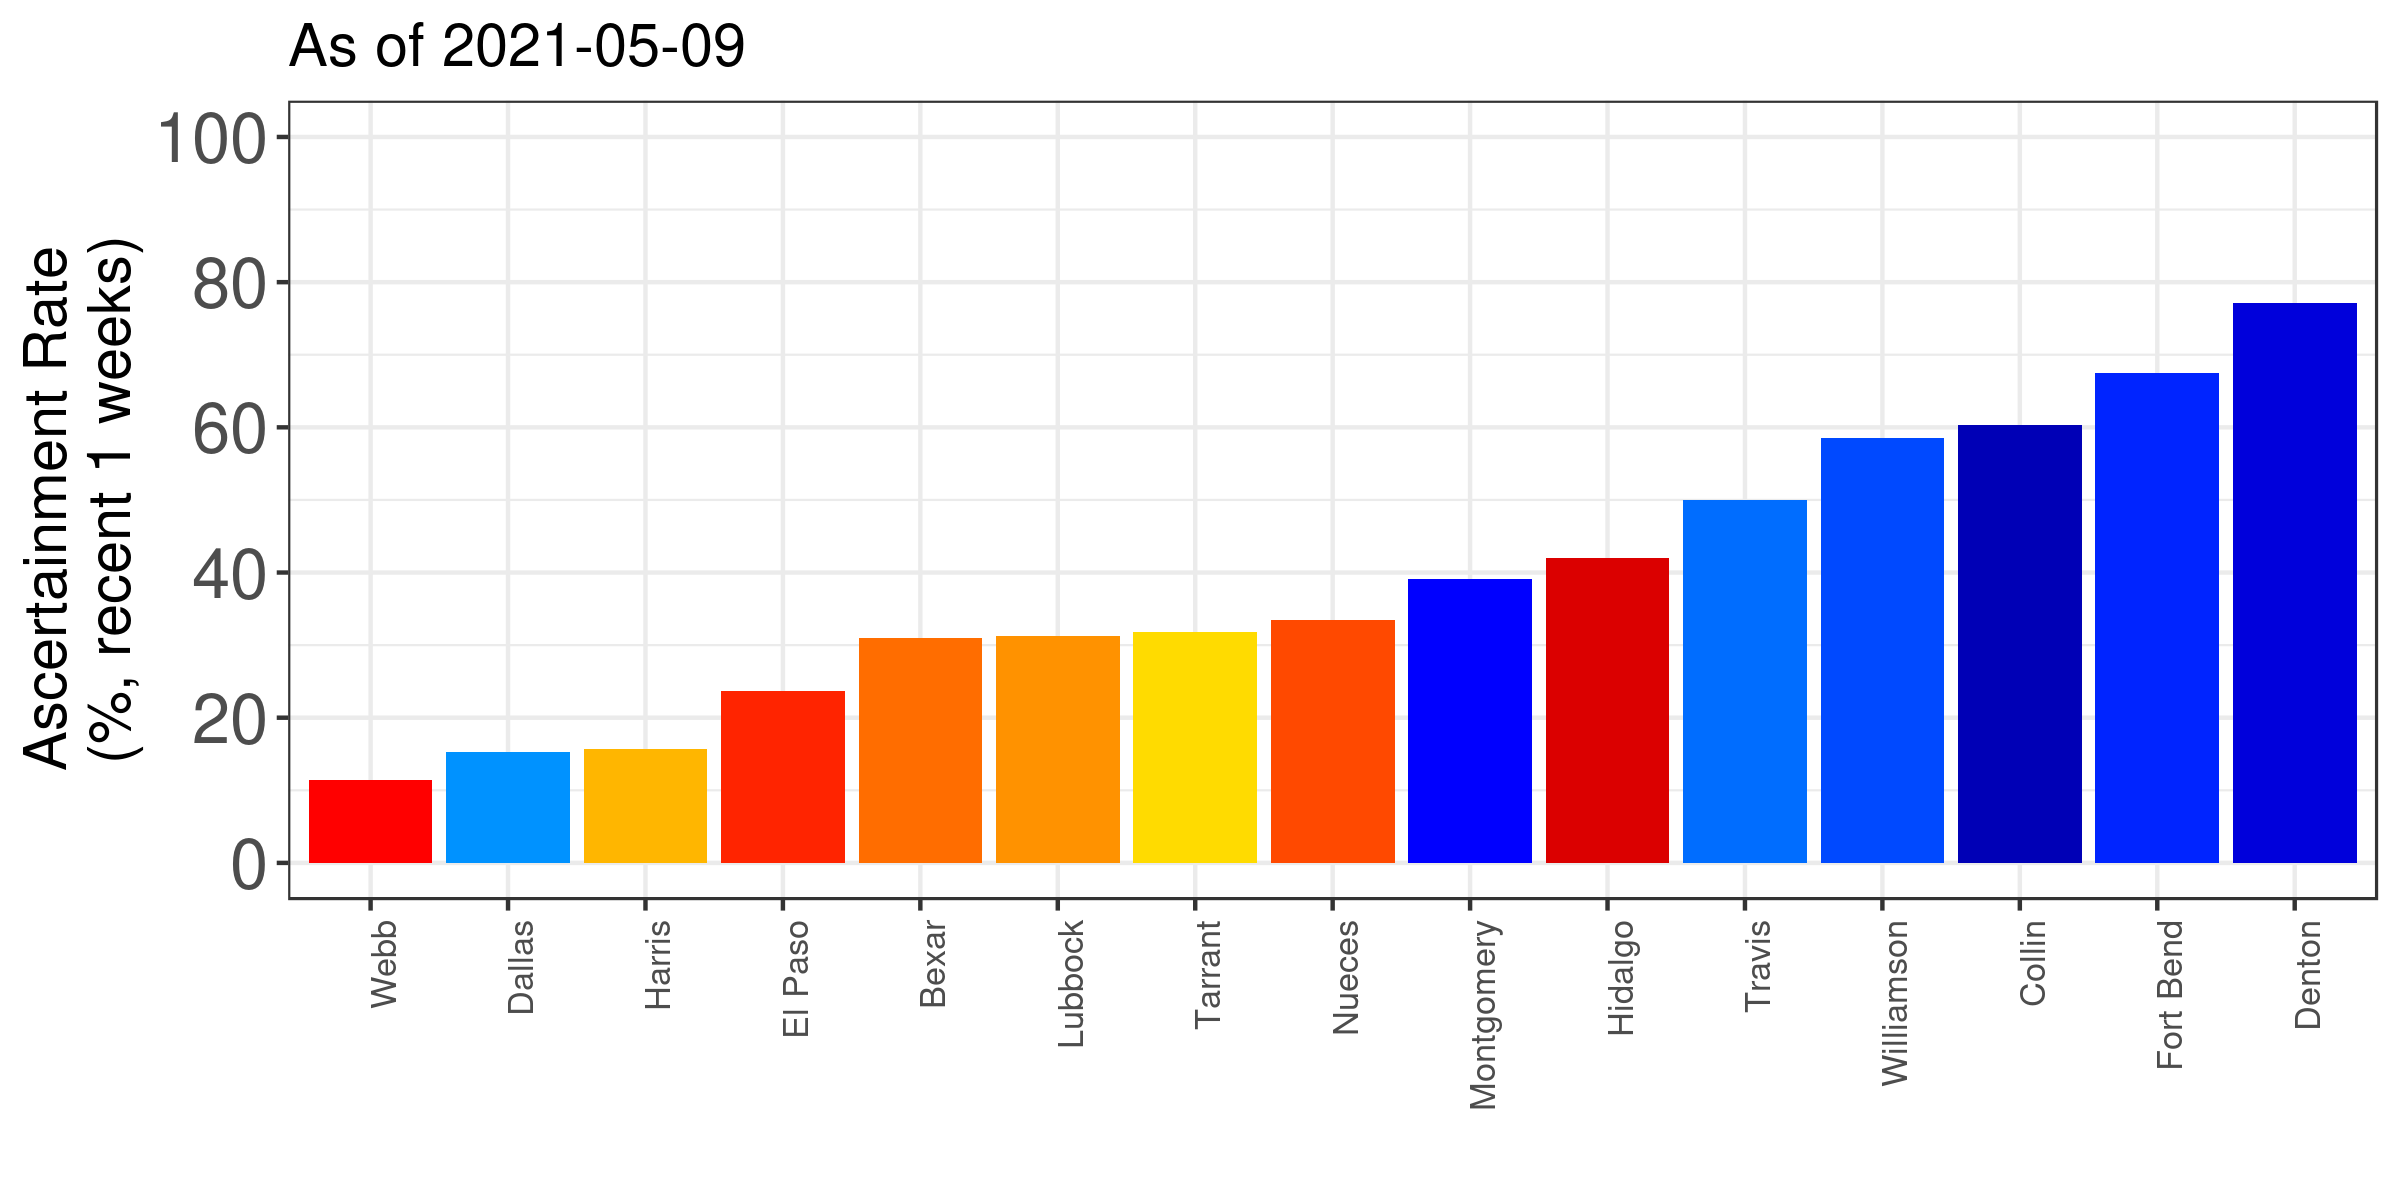 As of 2021-05-09
Ascertainment Rate
(%, recent 1 weeks)
100
80
60
40
20
0
Webb
Dallas
Harris
El Paso
Bexar
Lubbock
Tarrant
Nueces
Montgomery
Hidalgo
Travis
Williamson
Collin
Fort Bend
Denton